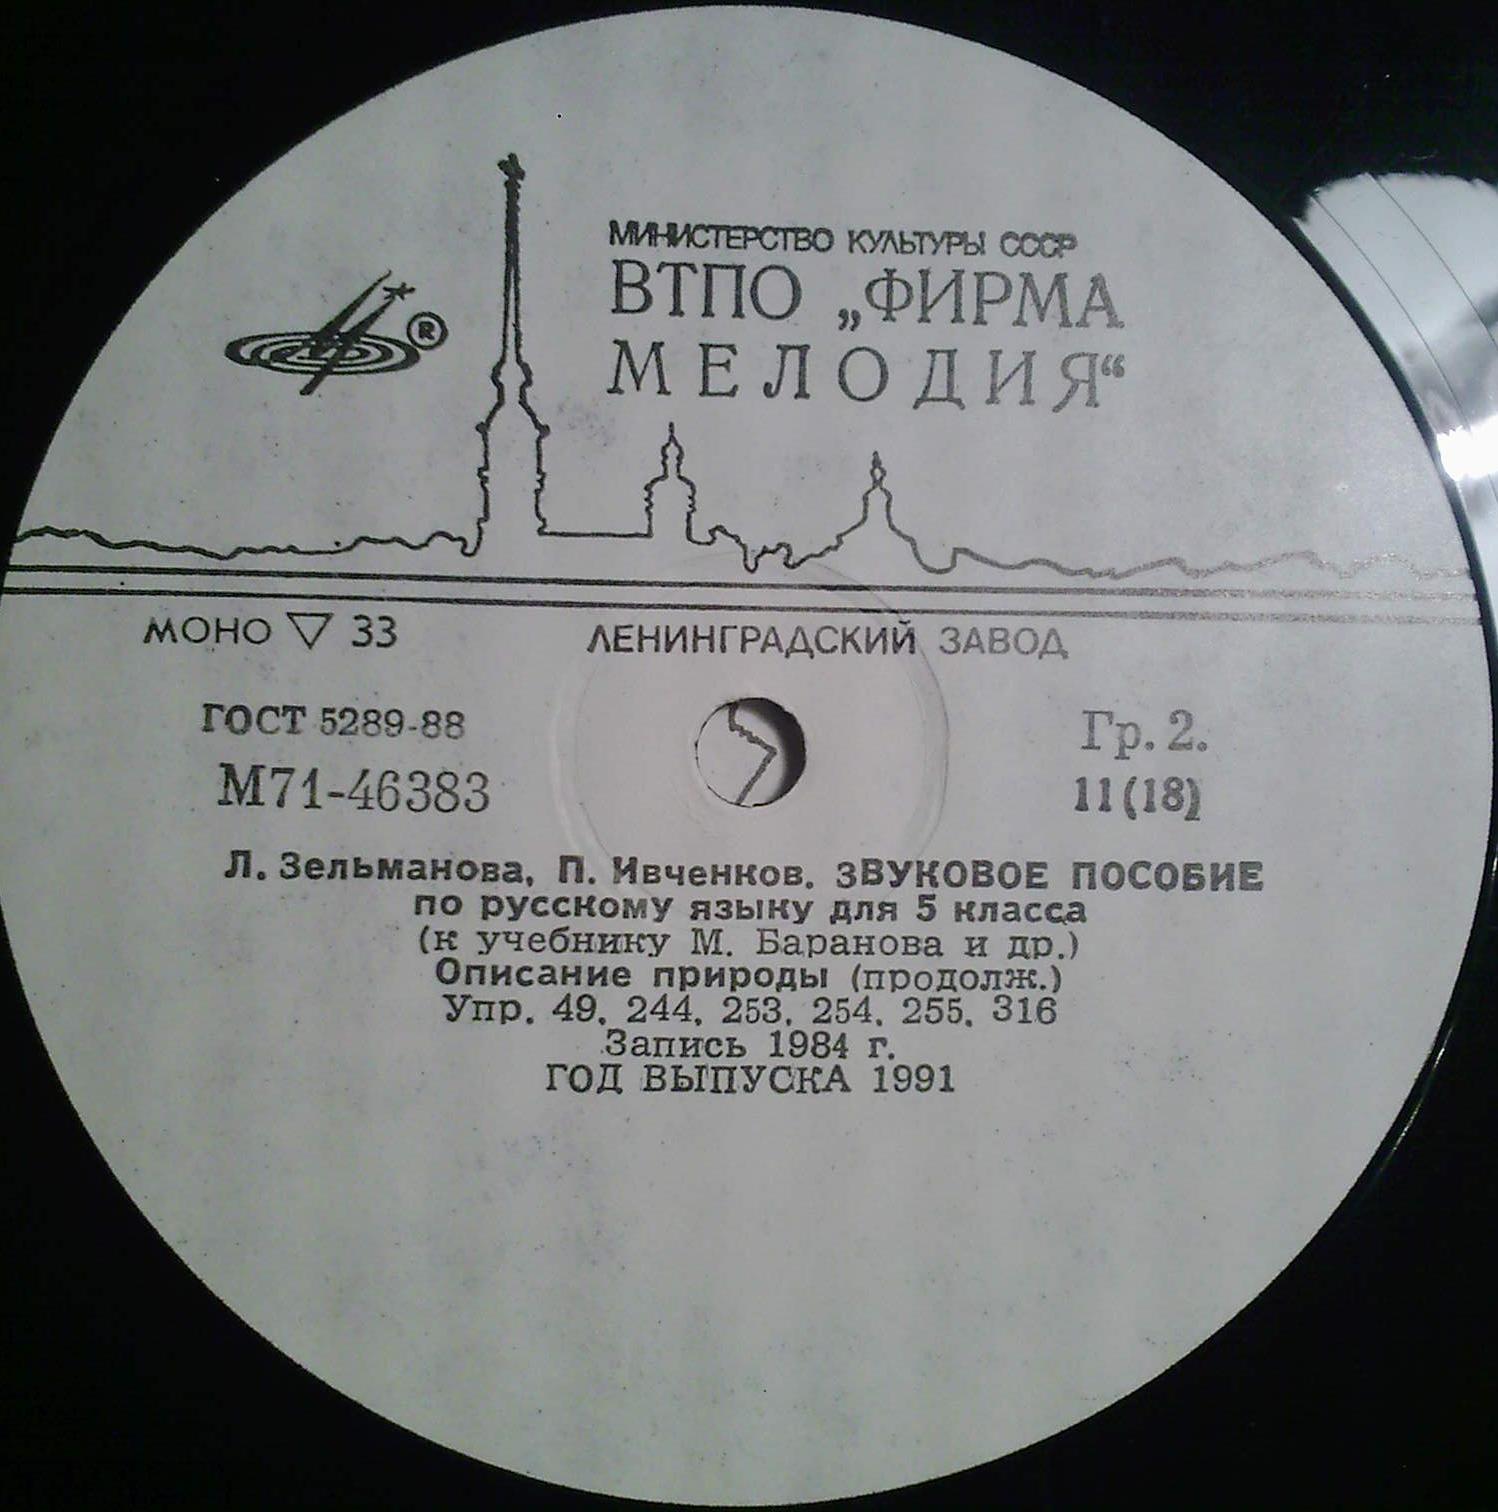 МИНИСТЕРСТВО КУЛЬТУРЫ СССР
ВТПО „ФИРМА
МЕЛОДИЯ“
®
МОНО ▽ 33
ЛЕНИНГРАДСКИЙ ЗАВОД
ГОСТ 5289-88
Гр. 2.
М71-46383
11(18)
Л. Зельманова, П. Ивченков. ЗВУКОВОЕ ПОСОБИЕ
по русскому языку для 5 класса
(к учебнику М. Баранова и др.)
Описание природы (продолж.)
Упр. 49, 244, 253, 254, 255, 316
Запись 1984 г.
ГОД ВЫПУСКА 1991